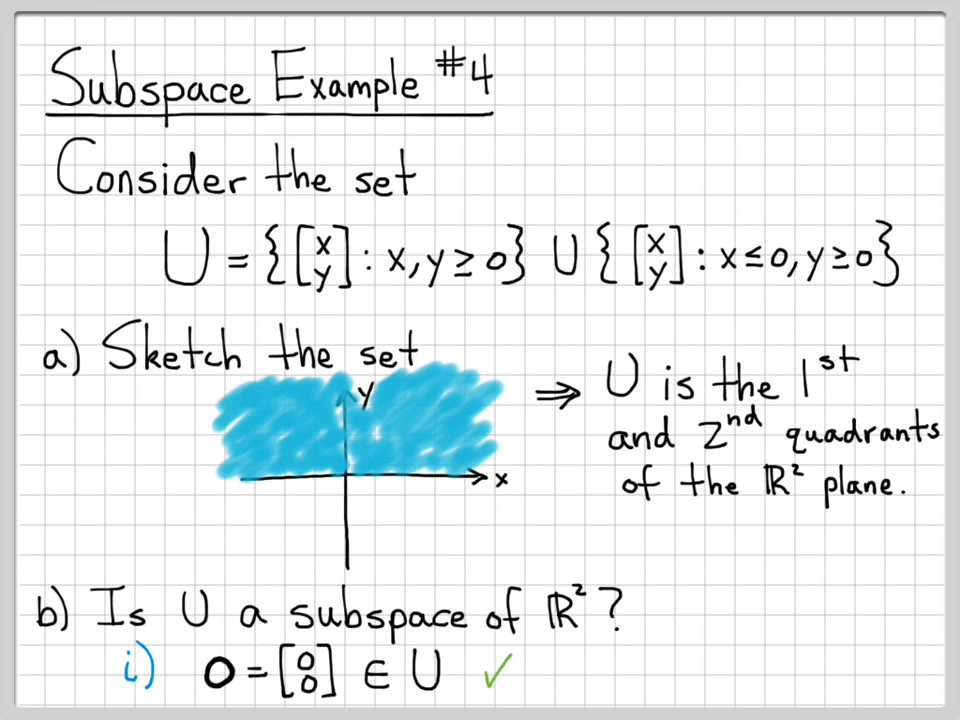 Subspace Example #4
Consider the set
U = {[x y] : x, y ≥ 0} ∪ {[x y] : x ≤ 0, y ≥ 0}
a) Sketch the set
y
x
⇒ U is the 1st
and 2nd quadrants
of the ℝ² plane.
b) Is U a subspace of ℝ²?
i) 0 = [0 0] ∈ U ✓